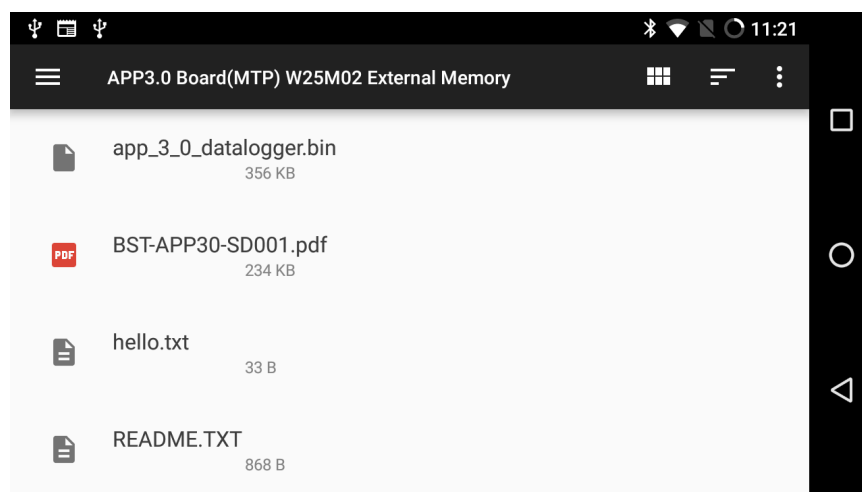 11:21
APP3.0 Board(MTP) W25M02 External Memory
app_3_0_datalogger.bin
356 KB
PDF
BST-APP30-SD001.pdf
234 KB
hello.txt
33 B
README.TXT
868 B